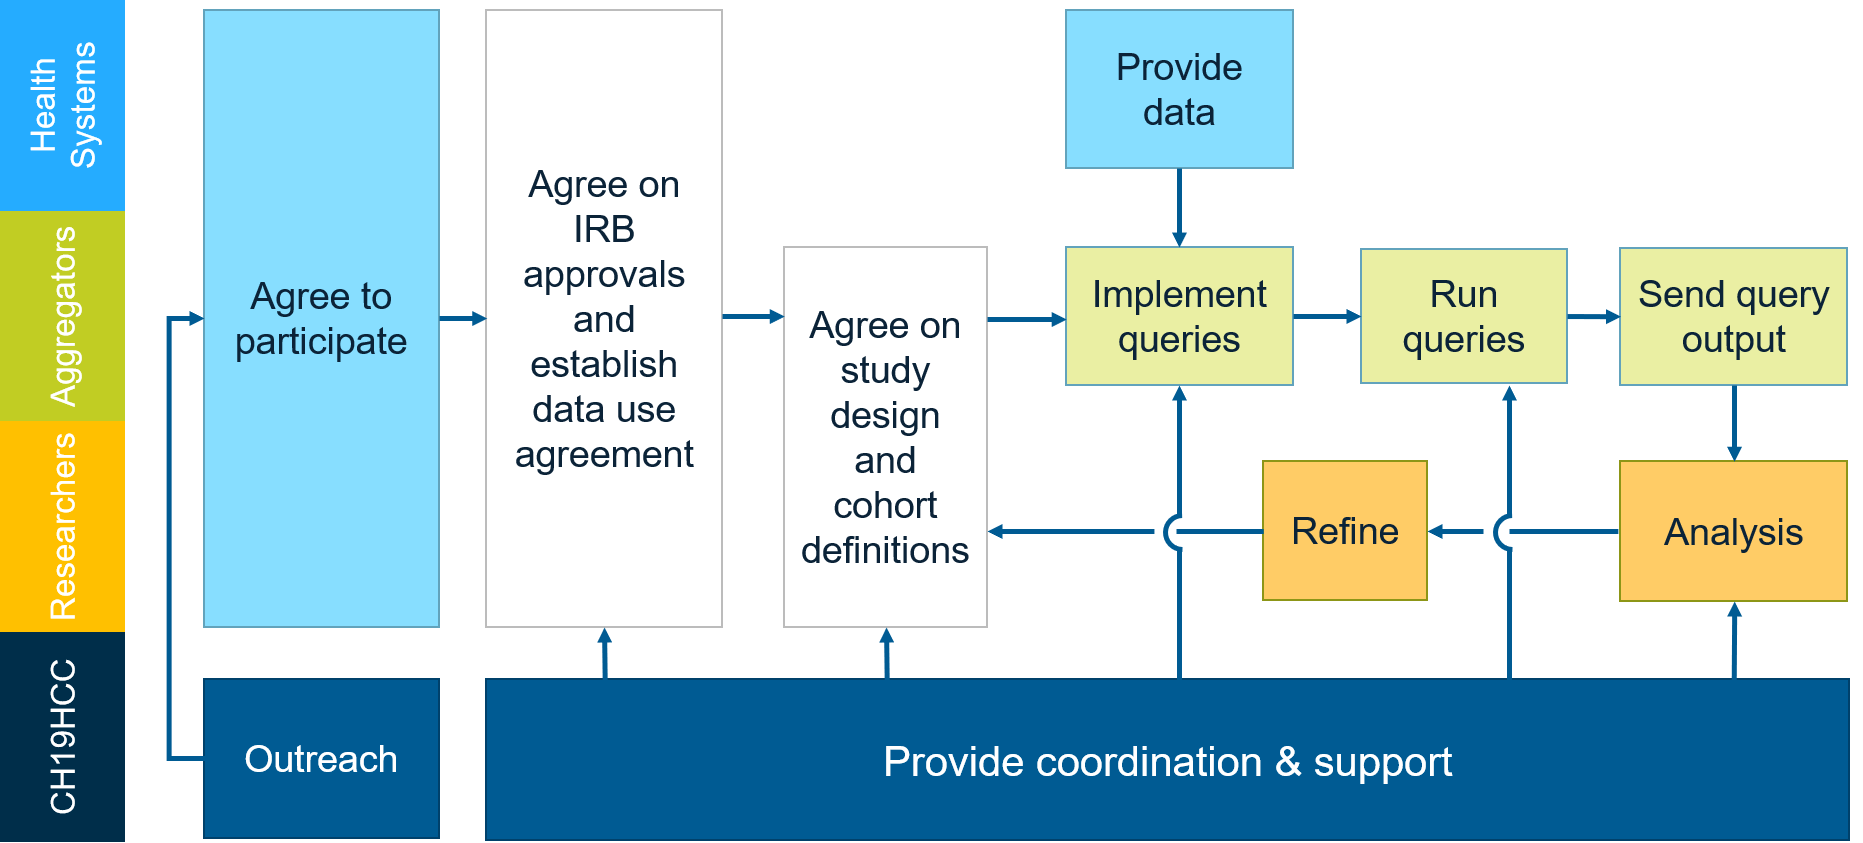 Health
Systems
Aggregators
Researchers
CH19HCC
Agree to
participate
Outreach
Agree on
IRB
approvals
and
establish
data use
agreement
Agree on
study
design
and
cohort
definitions
Provide
data
Implement
queries
Run
queries
Send query
output
Refine
Analysis
Provide coordination & support